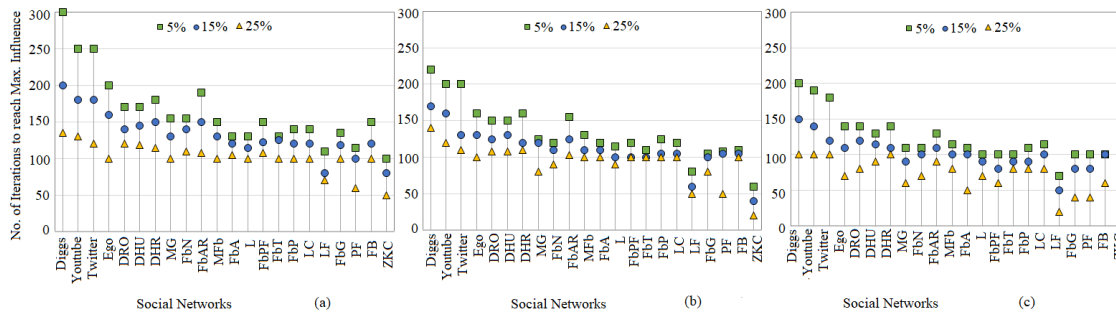 No. of Iterations to reach Max. Influence
300
250
200
150
100
50
0
5% 15% 25%
Diggs Youtube Twitter Ego DRO DHU DHR MG FbN FbAR MFb FbA L FbPF FbT FbP LC LF FbG PF FB ZKC
Social Networks (a)
300
250
200
150
100
50
0
5% 15% 25%
Diggs Youtube Twitter Ego DRO DHU DHR MG FbN FbAR MFb FbA L FbPF FbT FbP LC LF FbG PF FB ZKC
Social Networks (b)
300
250
200
150
100
50
0
5% 15% 25%
Diggs Youtube Twitter Ego DRO DHU DHR MG FbN FbAR MFb FbA L FbPF FbT FbP LC LF FbG PF FB
Social Networks (c)